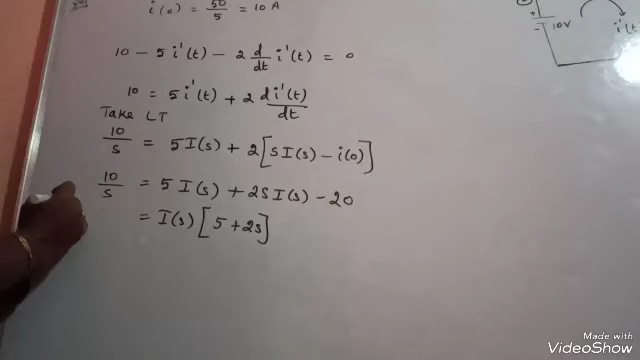 i(0) = 50/5 = 10 A
10 - 5 i'(t) - 2 d/dt i'(t) = 0
10 = 5 i'(t) + 2 di'(t)/dt
Take LT
10/s = 5 I(s) + 2 [s I(s) - i(0)]
10/s = 5 I(s) + 2s I(s) - 20
= I(s) [5 + 2s]
+
10V
-
i'(t)
Made with
VideoShow